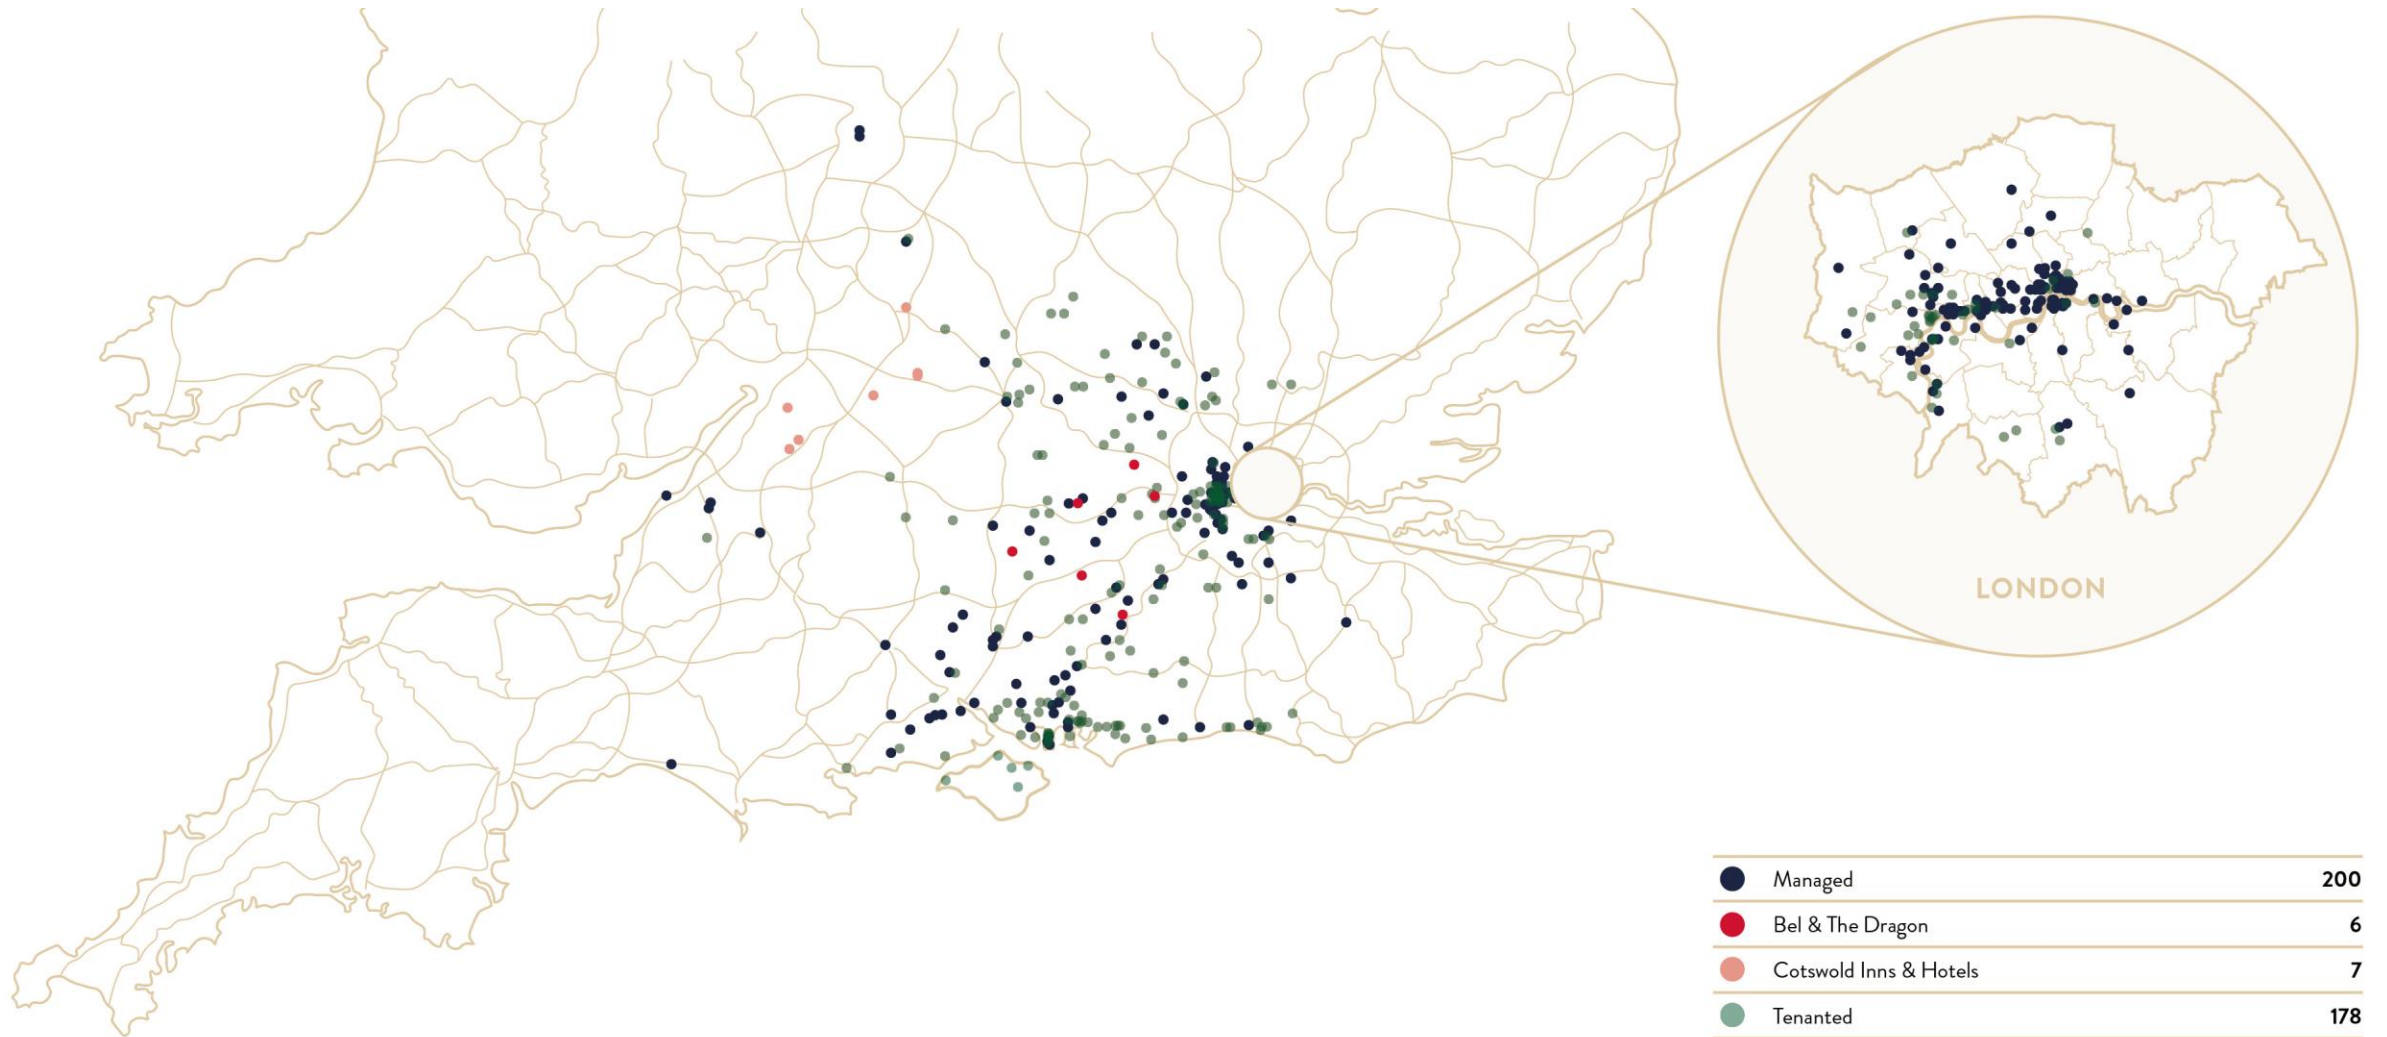 LONDON
Managed 200
Bel & The Dragon 6
Cotswold Inns & Hotels 7
Tenanted 178